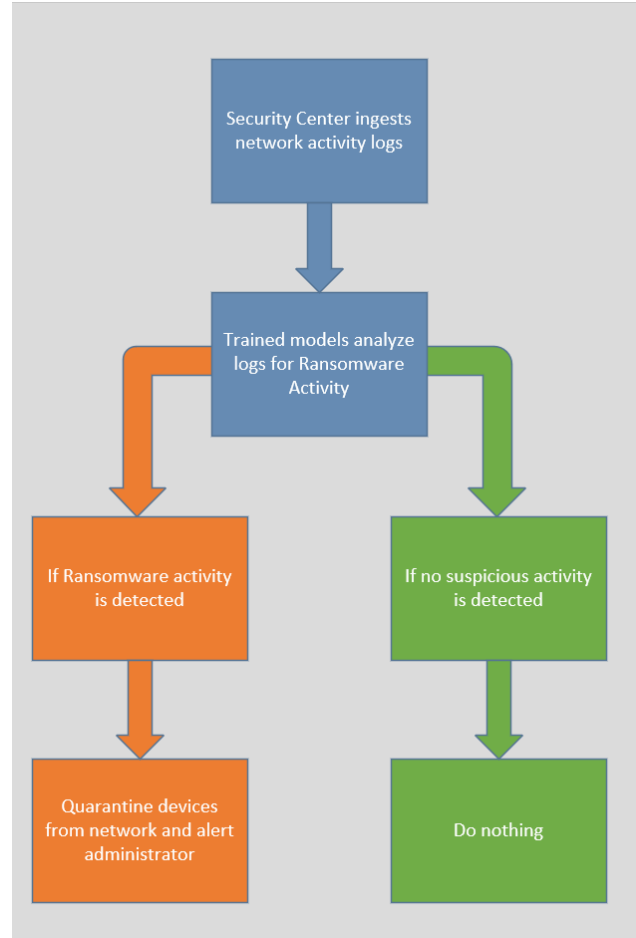 Security Center ingests
network activity logs
Trained models analyze
logs for Ransomware
Activity
If Ransomware activity
is detected
If no suspicious activity
is detected
Quarantine devices
from network and alert
administrator
Do nothing